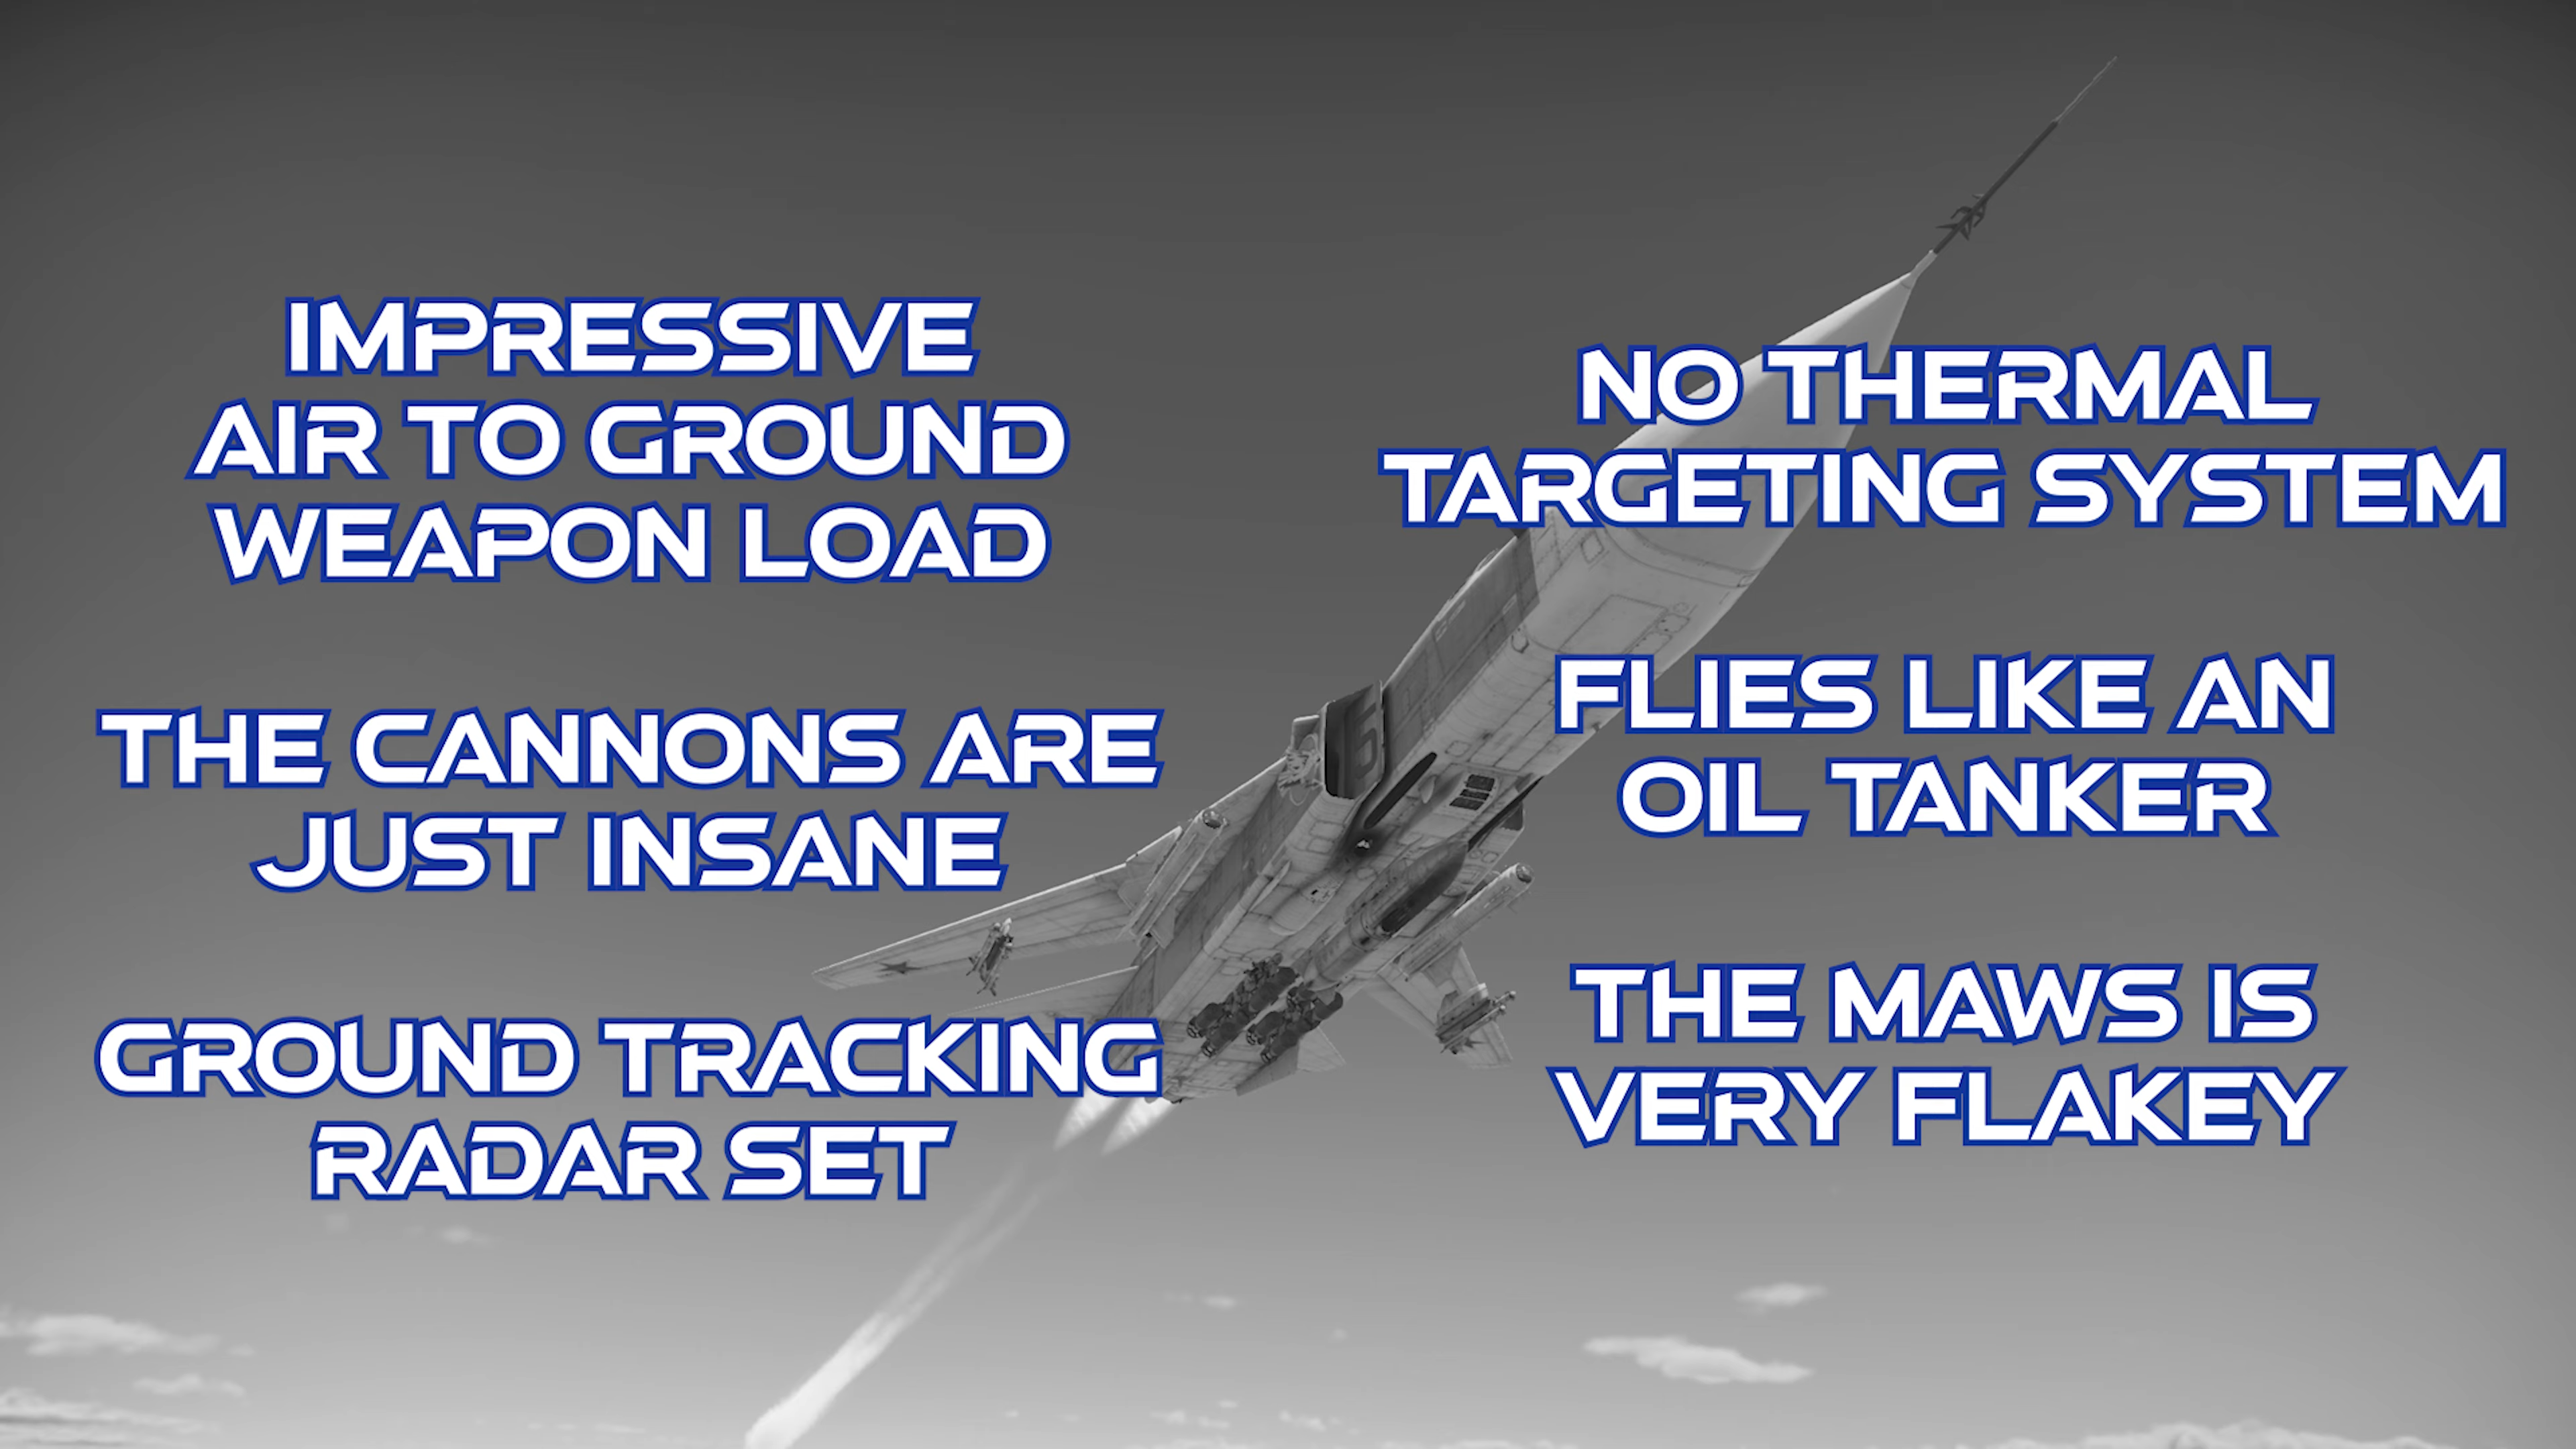 IMPRESSIVE
AIR TO GROUND
WEAPON LOAD
THE CANNONS ARE
JUST INSANE
GROUND TRACKING
RADAR SET
NO THERMAL
TARGETING SYSTEM
FLIES LIKE AN
OIL TANKER
THE MAWS IS
VERY FLAKEY